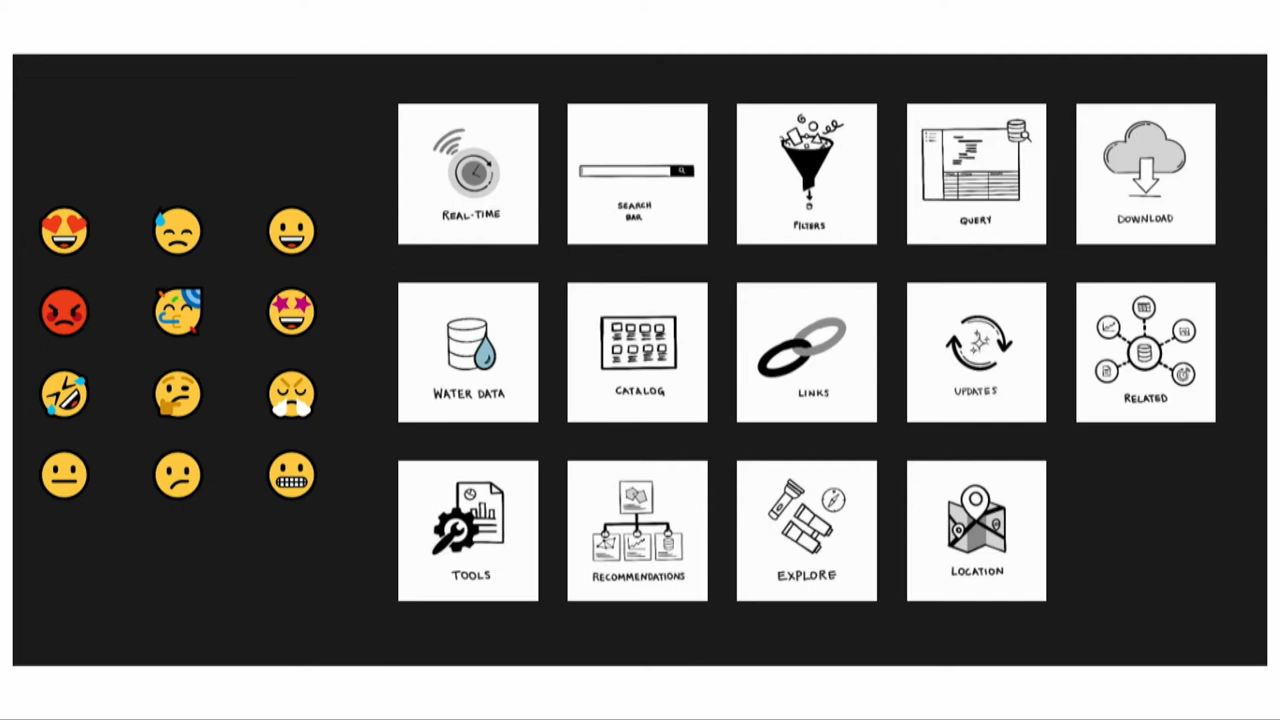 REAL-TIME
SEARCH
BAR
FILTERS
QUERY
DOWNLOAD
WATER DATA
CATALOG
LINKS
UPDATES
RELATED
TOOLS
RECOMMENDATIONS
EXPLORE
LOCATION